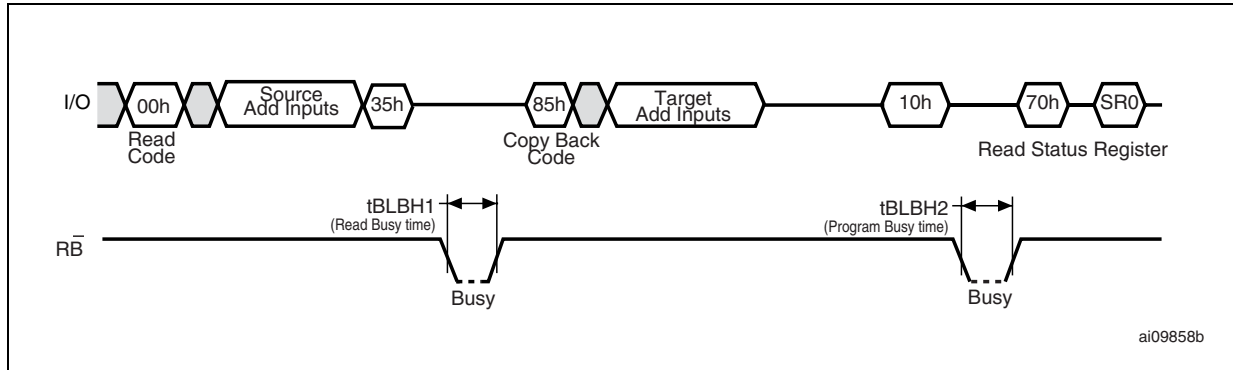 I/O
00h
Source
Add Inputs
35h
85h
Target
Add Inputs
10h
70h
SR0
Read
Code
Copy Back
Code
Read Status Register
tBLBH1
(Read Busy time)
tBLBH2
(Program Busy time)
RB̅
Busy
Busy
ai09858b